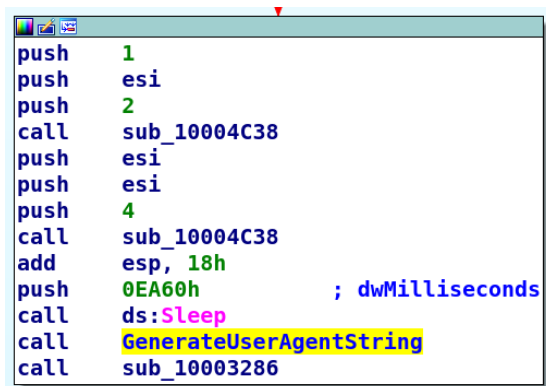 push 1
push esi
push 2
call sub_10004C38
push esi
push esi
push 4
call sub_10004C38
add esp, 18h
push 0EA60h ; dwMilliseconds
call ds:Sleep
call GenerateUserAgentString
call sub_10003286